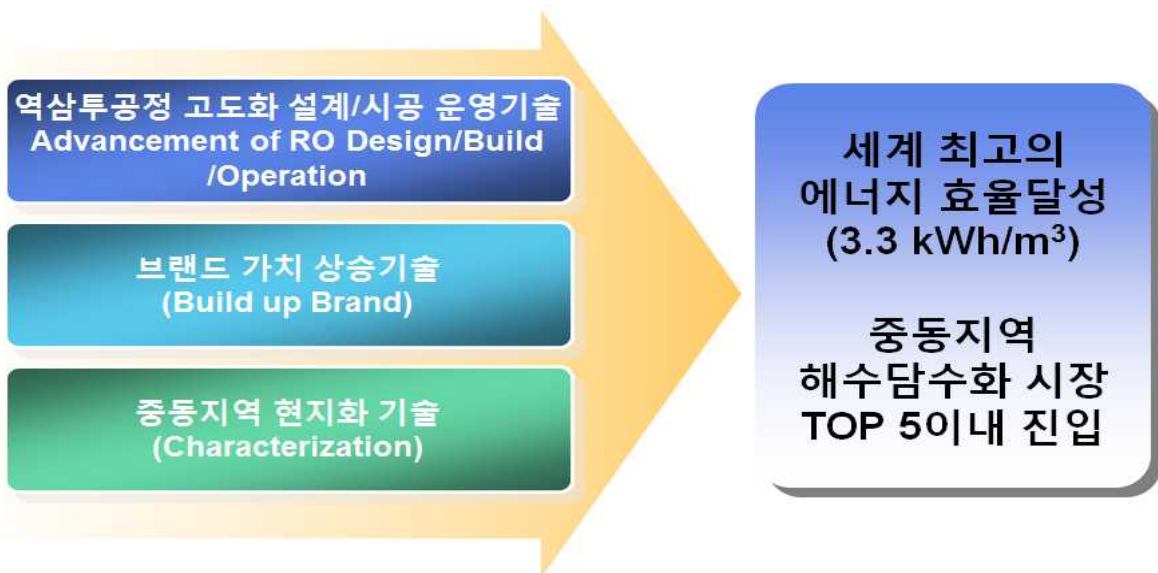 역삼투공정 고도화 설계/시공 운영기술
Advancement of RO Design/Build
/Operation
브랜드 가치 상승기술
(Build up Brand)
중동지역 현지화 기술
(Characterization)
세계 최고의
에너지 효율달성
(3.3 kWh/m³)
중동지역
해수담수화 시장
TOP 5이내 진입